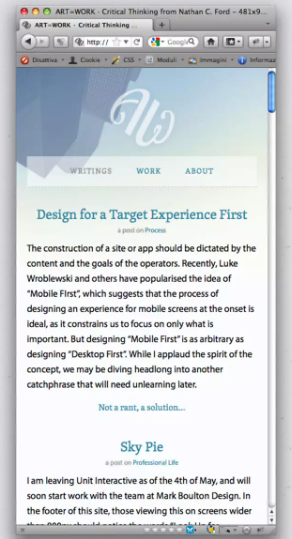 ART=WORK - Critical Thinking from Nathan C. Ford - 481x9...
ART=WORK - Critical Thinking ...
http://
Google
Disattiva Cookie CSS Moduli Immagini Informaz
AW
WRITINGS WORK ABOUT
Design for a Target Experience First
a post on Process
The construction of a site or app should be dictated by the
content and the goals of the operators. Recently, Luke
Wroblewski and others have popularised the idea of
“Mobile First”, which suggests that the process of
designing an experience for mobile screens at the onset is
ideal, as it constrains us to focus on only what is
important. But designing “Mobile First” is as arbitrary as
designing “Desktop First”. While I applaud the spirit of the
concept, we may be diving headlong into another
catchphrase that will need unlearning later.
Not a rant, a solution...
Sky Pie
a post on Professional Life
I am leaving Unit Interactive as of the 4th of May, and will
soon start work with the team at Mark Boulton Design. In
the footer of this site, those viewing this on screens wider